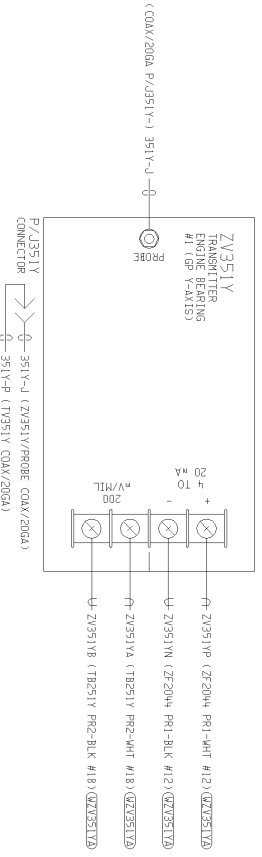 (COAX/20GA P/J351Y-) 351Y-J
ZV351Y
TRANSMITTER
ENGINE BEARING
#1 (GP Y-AXIS)
PROBE
P/J351Y
CONNECTOR
351Y-J (ZV351Y/PROBE COAX/20GA)
351Y-P (TV351Y COAX/20GA)
4 TO
20 mA
+
-
200
mV/MIL
ZV351YP (ZF2044 PR1-WHT #12) WZV351YA
ZV351YN (ZF2044 PR1-BLK #12) WZV351YA
ZV351YA (TB251Y PR2-WHT #18) WZV351YA
ZV351YB (TB251Y PR2-BLK #18) WZV351YA